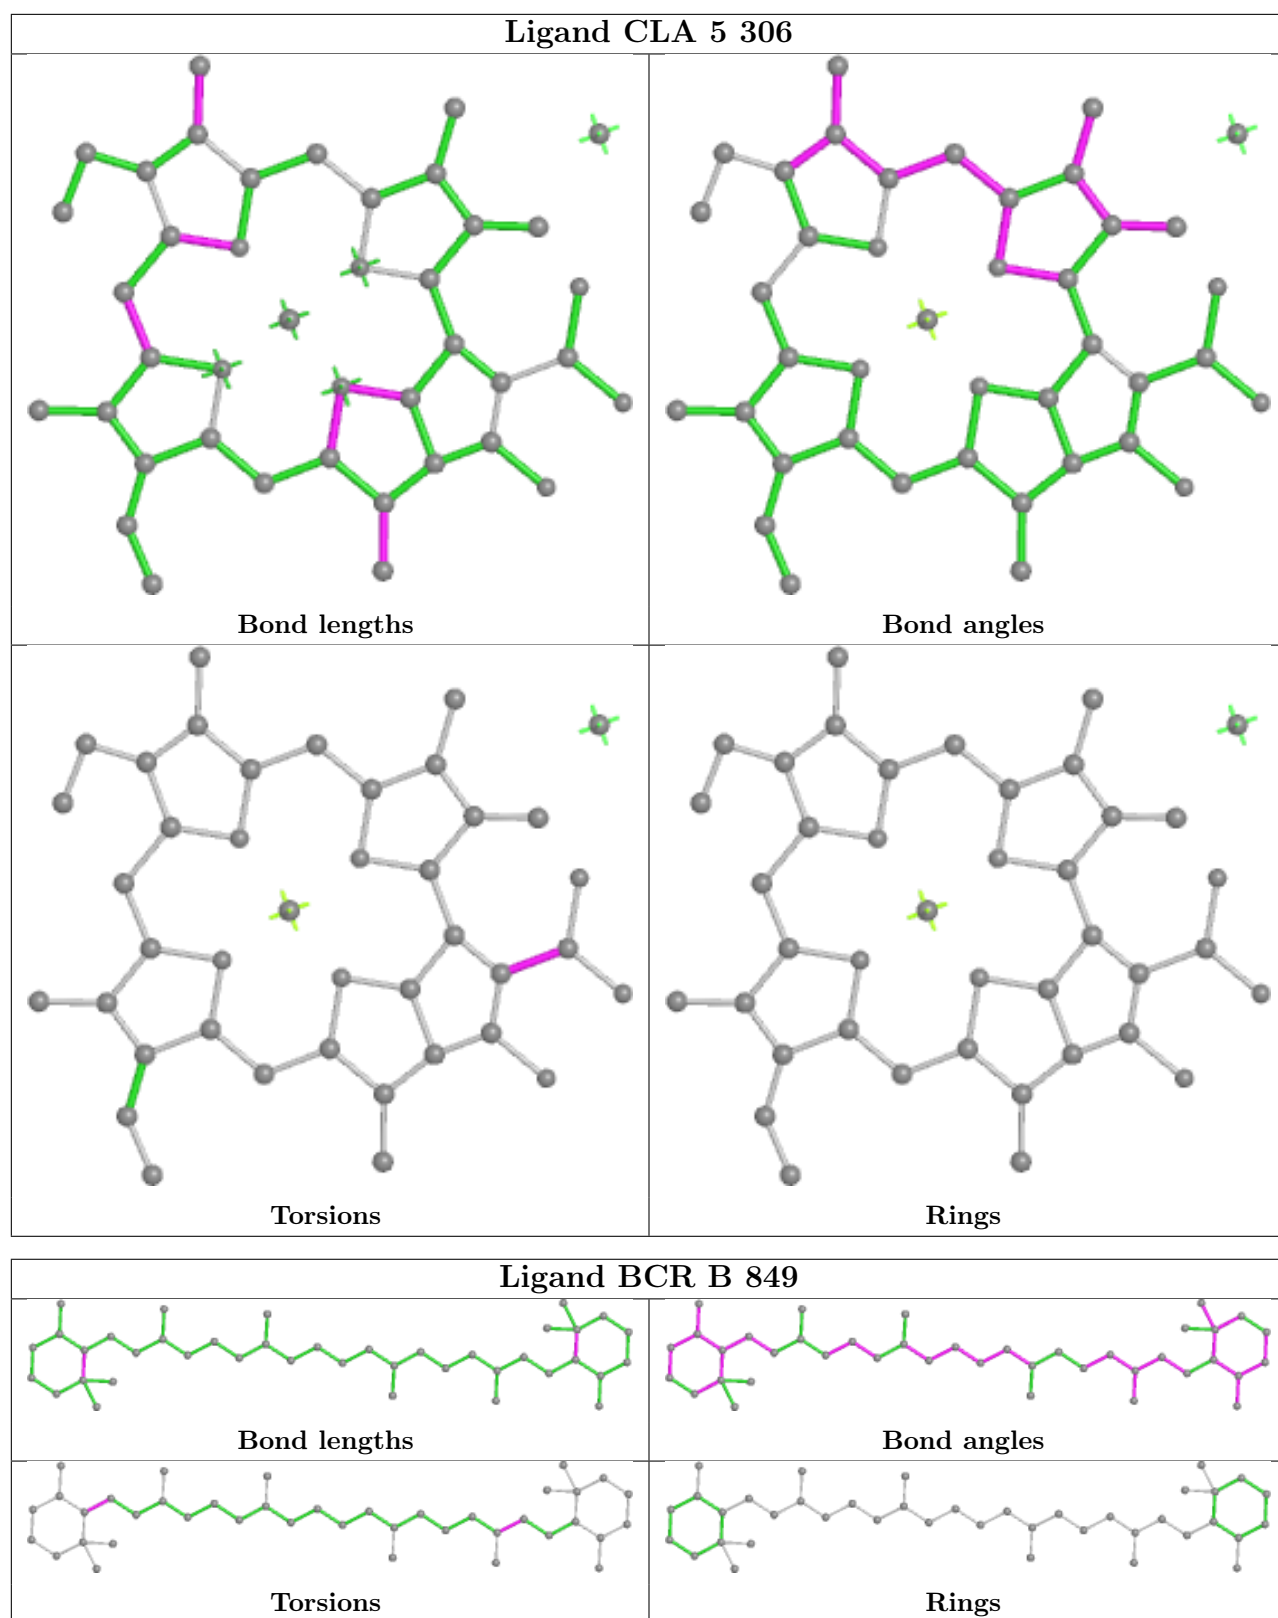 Ligand CLA 5 306
Bond lengths
Bond angles
Torsions
Rings
Ligand BCR B 849
Bond lengths
Bond angles
Torsions
Rings